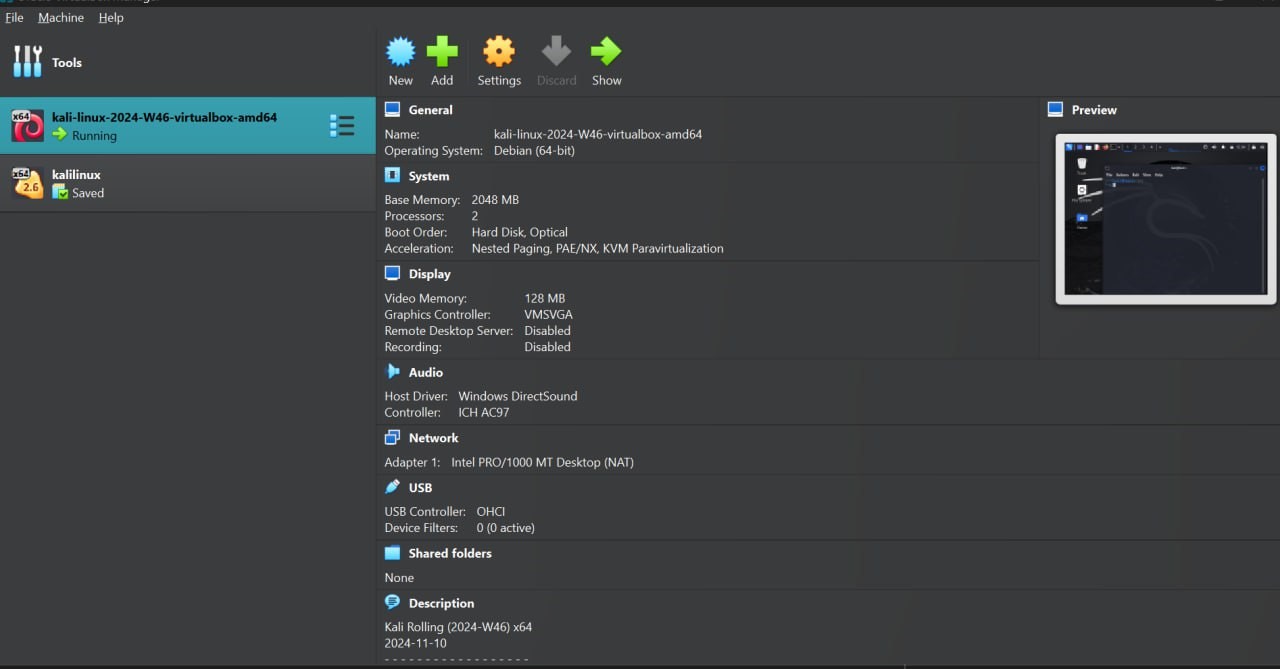 File Machine Help
Tools
New Add Settings Discard Show
x64
kali-linux-2024-W46-virtualbox-amd64
Running
x64
2.6
kalilinux
Saved
General
Name: kali-linux-2024-W46-virtualbox-amd64
Operating System: Debian (64-bit)
System
Base Memory: 2048 MB
Processors: 2
Boot Order: Hard Disk, Optical
Acceleration: Nested Paging, PAE/NX, KVM Paravirtualization
Display
Video Memory: 128 MB
Graphics Controller: VMSVGA
Remote Desktop Server: Disabled
Recording: Disabled
Audio
Host Driver: Windows DirectSound
Controller: ICH AC97
Network
Adapter 1: Intel PRO/1000 MT Desktop (NAT)
USB
USB Controller: OHCI
Device Filters: 0 (0 active)
Shared folders
None
Description
Kali Rolling (2024-W46) x64
2024-11-10
- - - - - - - - - - - - - - - - - - -
Preview